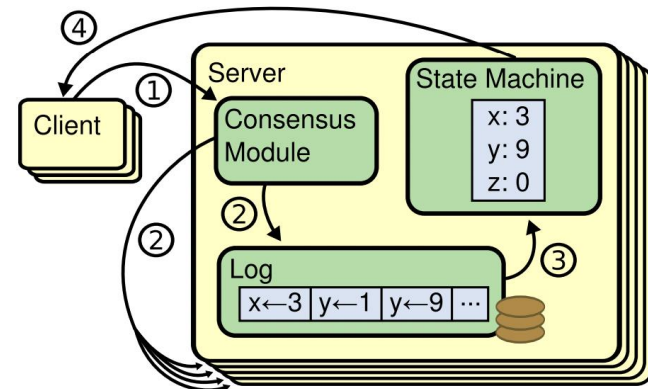 ④
①
Server
State Machine
Client
Consensus
Module
x: 3
y: 9
z: 0
②
②
③
Log
x←3 y←1 y←9 ...